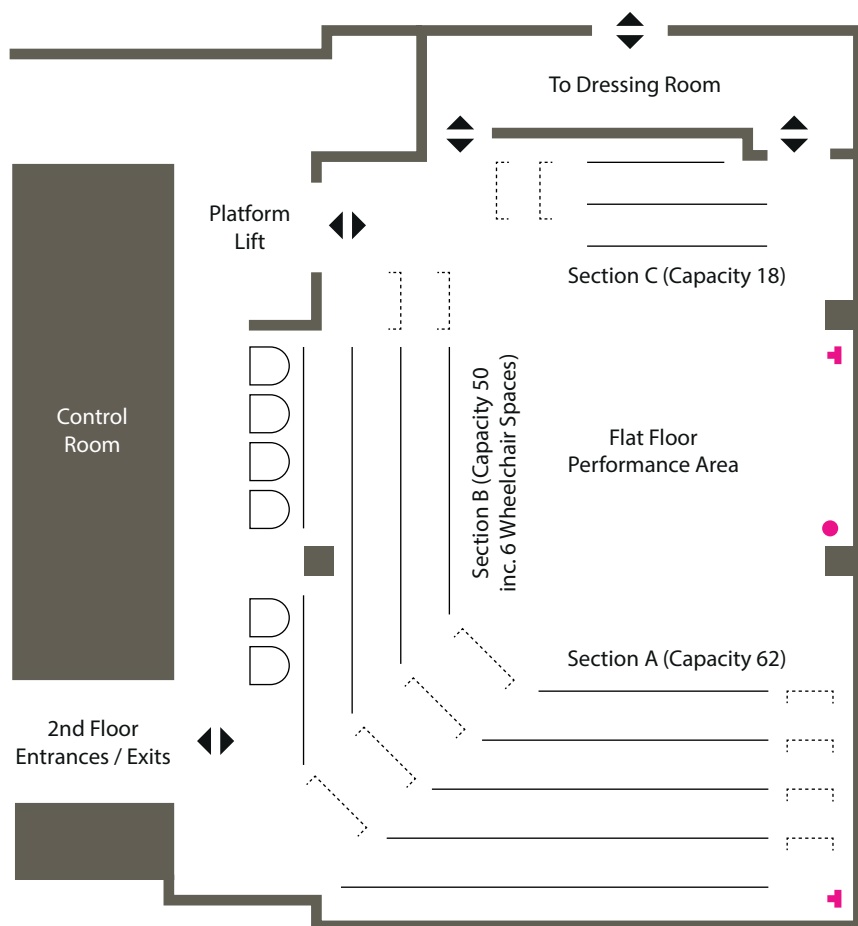 To Dressing Room
Platform
Lift
Section C (Capacity 18)
Control
Room
Section B (Capacity 50
inc. 6 Wheelchair Spaces)
Flat Floor
Performance Area
Section A (Capacity 62)
2nd Floor
Entrances / Exits